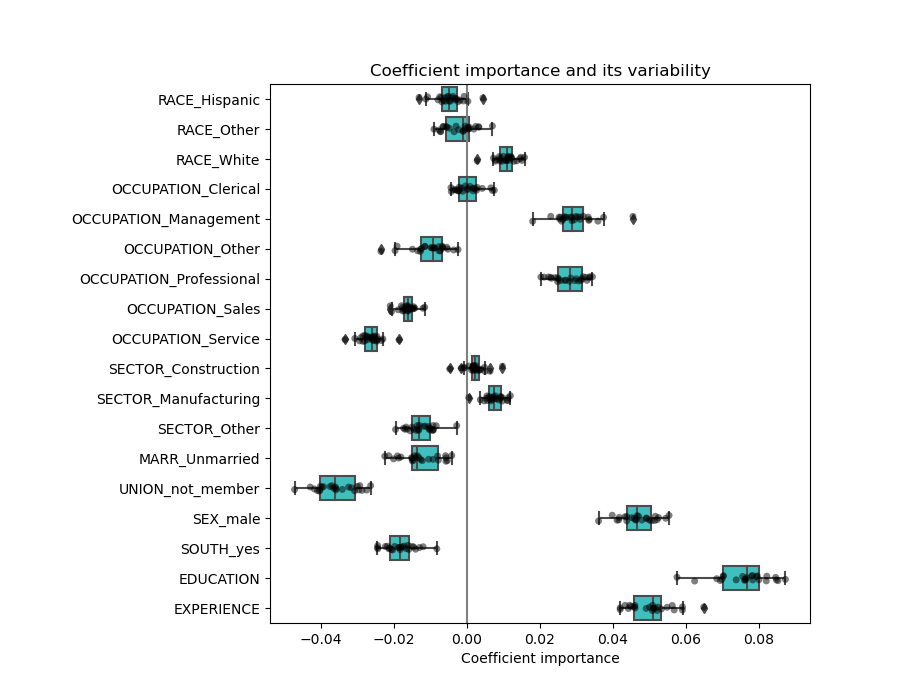 Coefficient importance and its variability
RACE_Hispanic
RACE_Other
RACE_White
OCCUPATION_Clerical
OCCUPATION_Management
OCCUPATION_Other
OCCUPATION_Professional
OCCUPATION_Sales
OCCUPATION_Service
SECTOR_Construction
SECTOR_Manufacturing
SECTOR_Other
MARR_Unmarried
UNION_not_member
SEX_male
SOUTH_yes
EDUCATION
EXPERIENCE
−0.04 −0.02 0.00 0.02 0.04 0.06 0.08
Coefficient importance